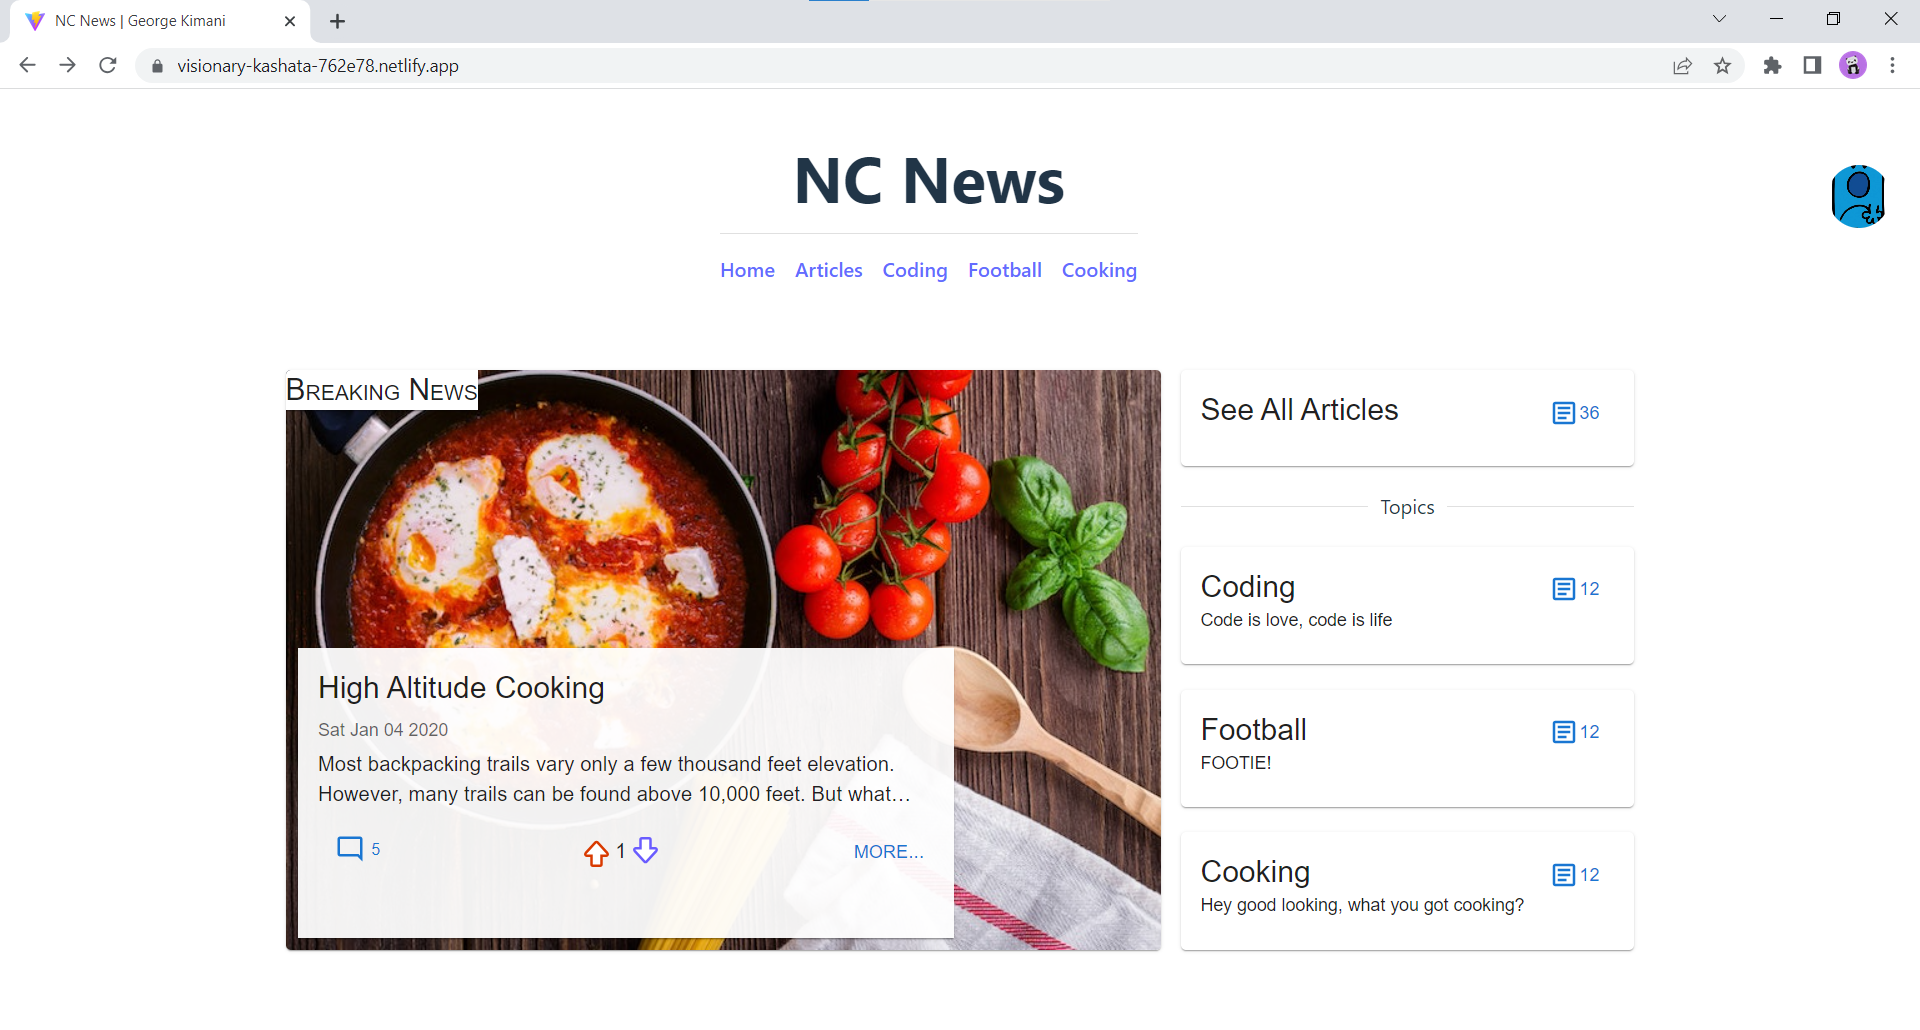 NC News | George Kimani
visionary-kashata-762e78.netlify.app
NC News
Home Articles Coding Football Cooking
Breaking News
High Altitude Cooking
Sat Jan 04 2020
Most backpacking trails vary only a few thousand feet elevation.
However, many trails can be found above 10,000 feet. But what...
5
1
MORE...
See All Articles
36
Topics
Coding
12
Code is love, code is life
Football
12
FOOTIE!
Cooking
12
Hey good looking, what you got cooking?